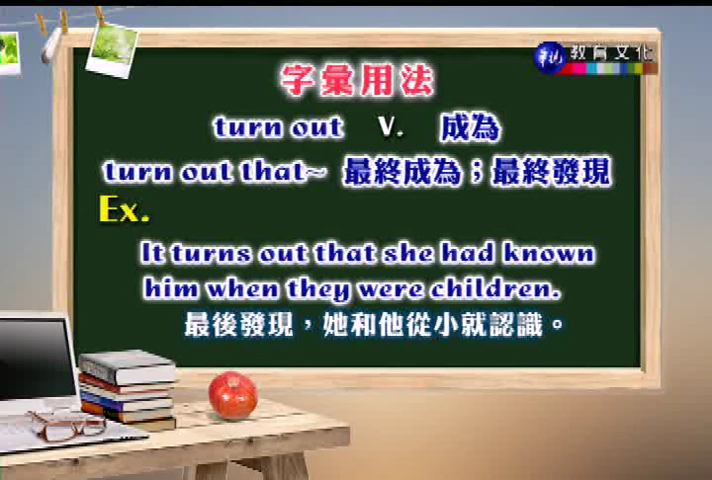 華視 教育文化
字彙用法
turn out V. 成為
turn out that~ 最終成為；最終發現
Ex.
It turns out that she had known
him when they were children.
最後發現，她和他從小就認識。